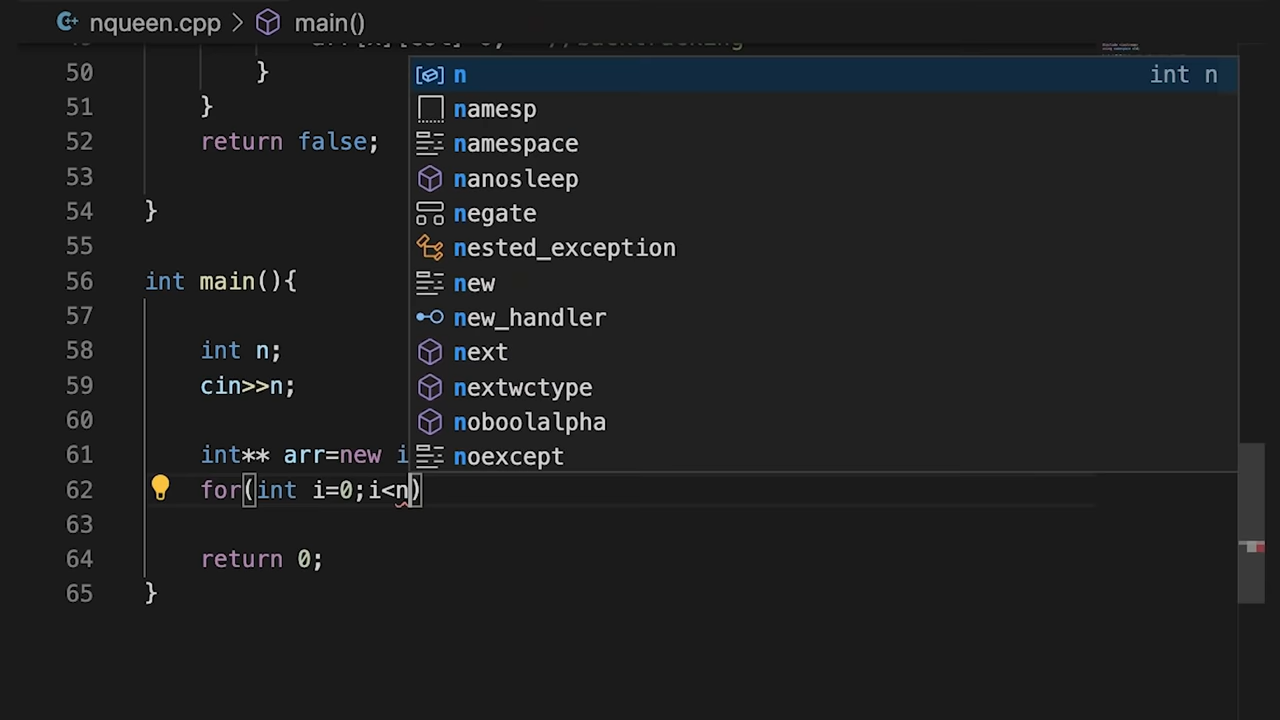 nqueen.cpp > main()
50 }
51 }
52 return false;
53
54 }
55
56 int main(){
57
58 int n;
59 cin>>n;
60
61 int** arr=new i
62 for(int i=0;i<n)
63
64 return 0;
65 }
n int n
namesp
namespace
nanosleep
negate
nested_exception
new
new_handler
next
nextwctype
noboolalpha
noexcept